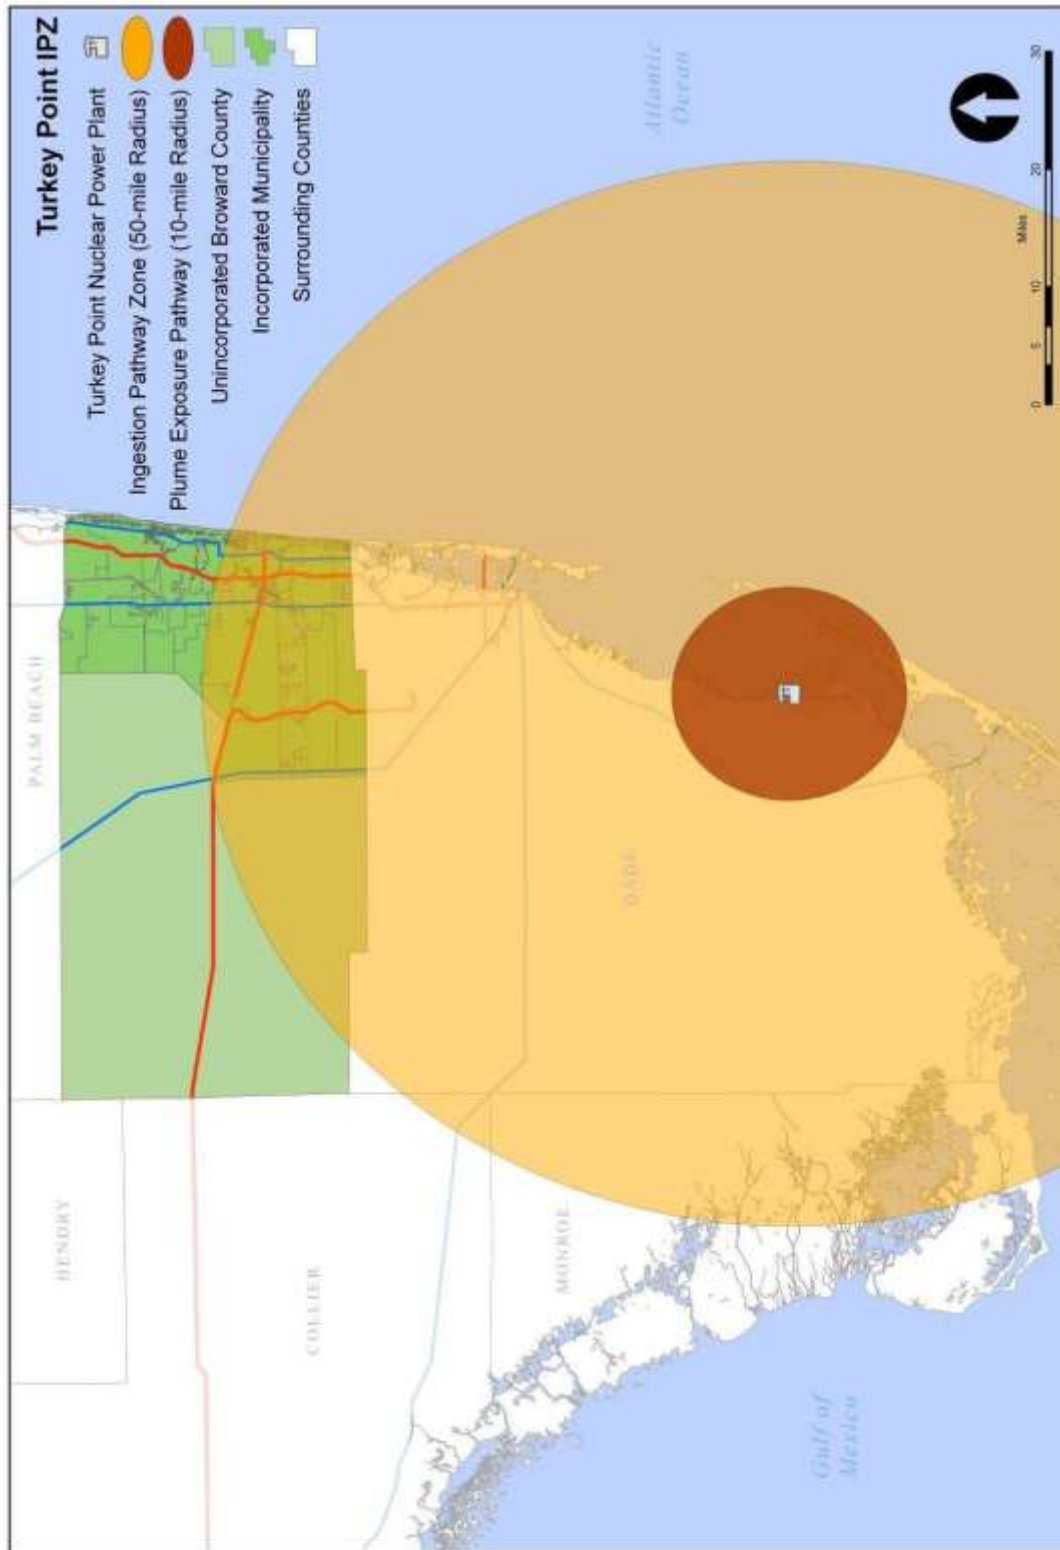 Turkey Point IPZ
Turkey Point Nuclear Power Plant
Ingestion Pathway Zone (50-mile Radius)
Plume Exposure Pathway (10-mile Radius)
Unincorporated Broward County
Incorporated Municipality
Surrounding Counties
HENDRY
PALM BEACH
COLLIER
MONROE
DADE
Atlantic
Ocean
Gulf of
Mexico
Miles
0 5 10 20 30